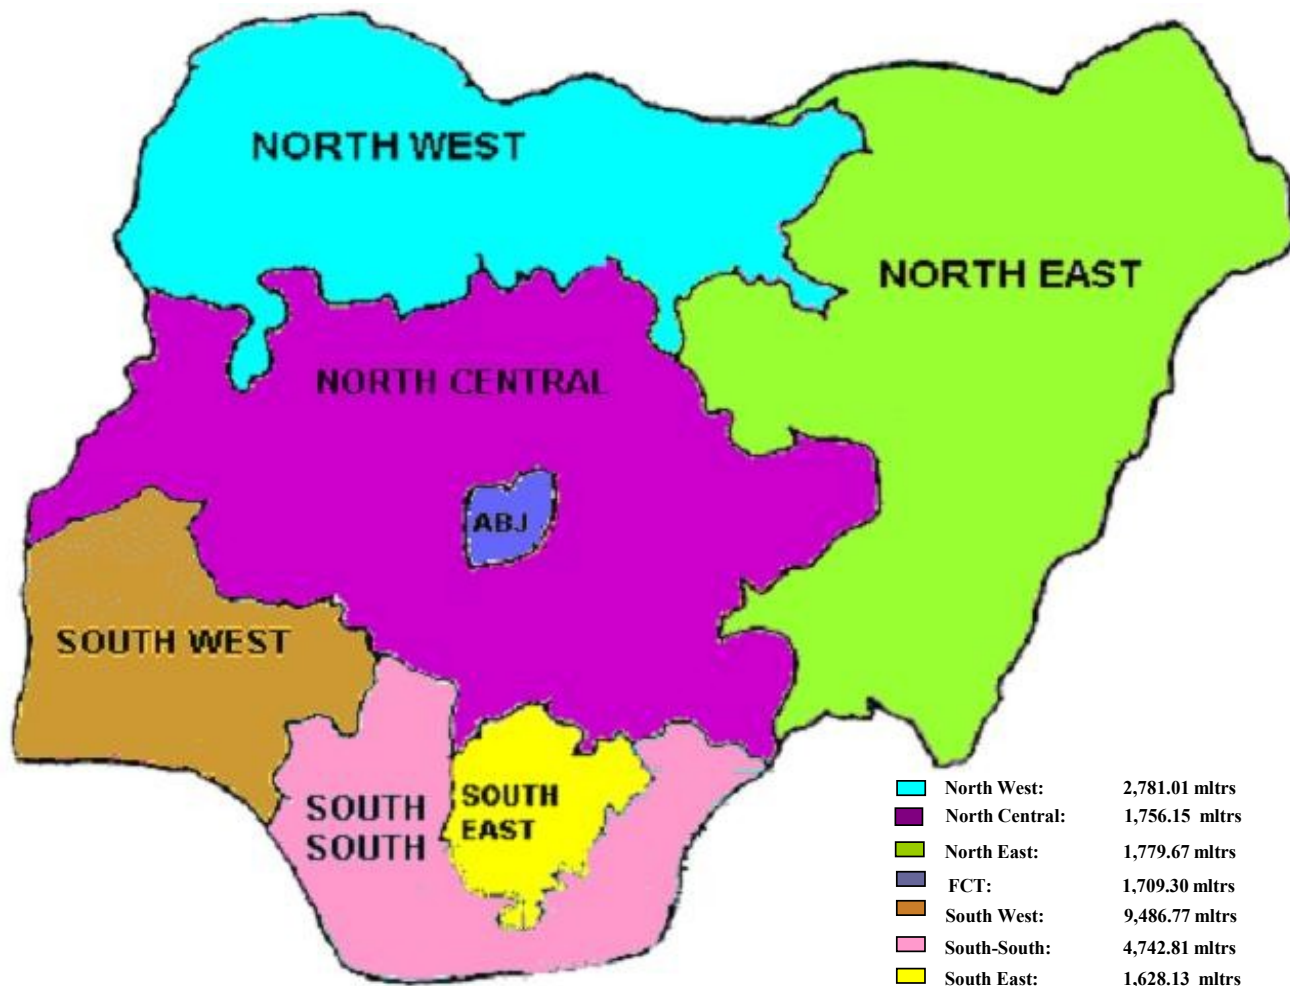 NORTH WEST
NORTH EAST
NORTH CENTRAL
ABJ
SOUTH WEST
SOUTH
SOUTH
SOUTH
EAST
North West: 2,781.01 mltrs
North Central: 1,756.15 mltrs
North East: 1,779.67 mltrs
FCT: 1,709.30 mltrs
South West: 9,486.77 mltrs
South-South: 4,742.81 mltrs
South East: 1,628.13 mltrs